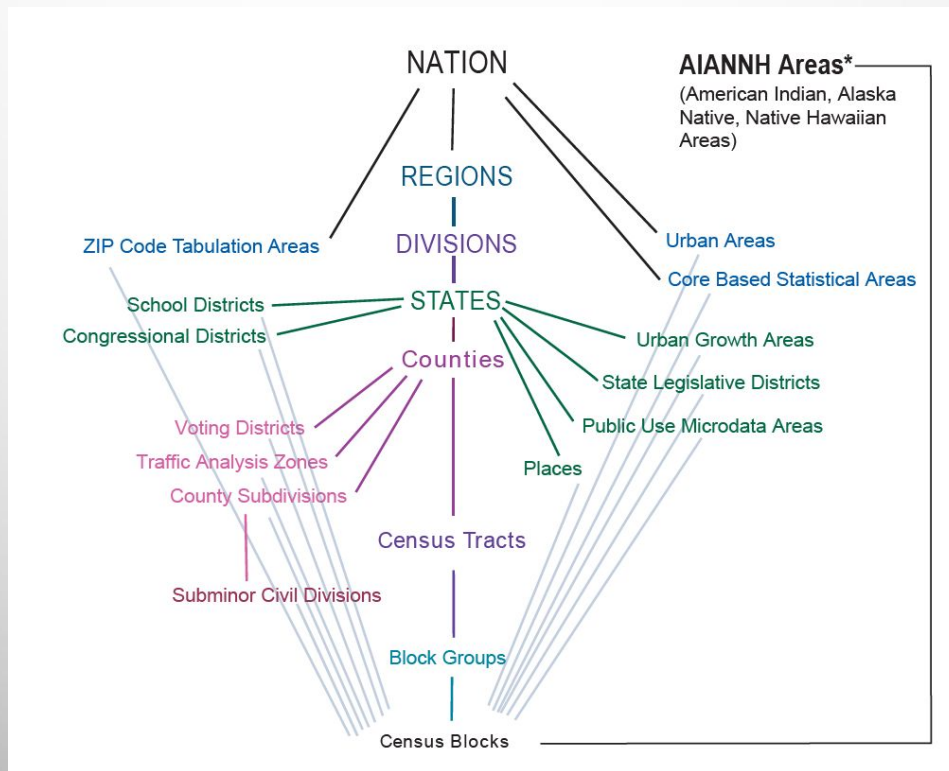 NATION
AIANNH Areas*
(American Indian, Alaska
Native, Native Hawaiian
Areas)
REGIONS
ZIP Code Tabulation Areas
DIVISIONS
Urban Areas
Core Based Statistical Areas
School Districts
STATES
Congressional Districts
Urban Growth Areas
Counties
State Legislative Districts
Voting Districts
Public Use Microdata Areas
Traffic Analysis Zones
Places
County Subdivisions
Census Tracts
Subminor Civil Divisions
Block Groups
Census Blocks